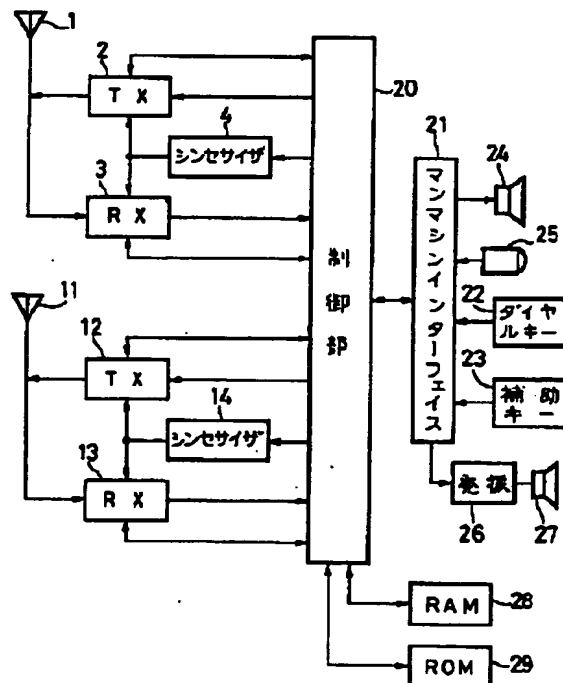 1
2
TX
4
シンセサイザ
3
RX
11
12
TX
14
シンセサイザ
13
RX
制御部
20
21
マンマシンインターフェイス
24
25
22
ダイヤルキー
23
補助キー
発振
26
27
RAM
28
ROM
29